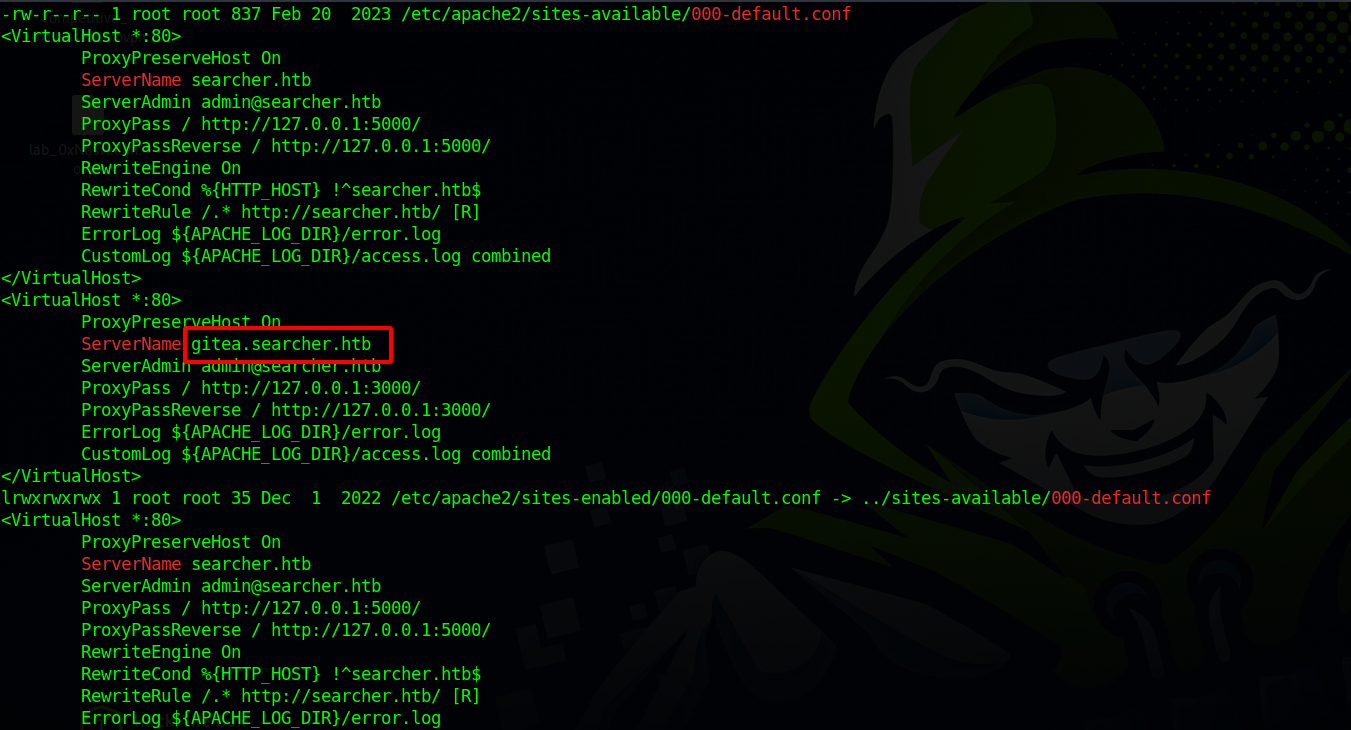 -rw-r--r-- 1 root root 837 Feb 20  2023 /etc/apache2/sites-available/000-default.conf
<VirtualHost *:80>
        ProxyPreserveHost On
        ServerName searcher.htb
        ServerAdmin admin@searcher.htb
        ProxyPass / http://127.0.0.1:5000/
        ProxyPassReverse / http://127.0.0.1:5000/
        RewriteEngine On
        RewriteCond %{HTTP_HOST} !^searcher.htb$
        RewriteRule /.* http://searcher.htb/ [R]
        ErrorLog ${APACHE_LOG_DIR}/error.log
        CustomLog ${APACHE_LOG_DIR}/access.log combined
</VirtualHost>
<VirtualHost *:80>
        ProxyPreserveHost On
        ServerName gitea.searcher.htb
        ServerAdmin admin@searcher.htb
        ProxyPass / http://127.0.0.1:3000/
        ProxyPassReverse / http://127.0.0.1:3000/
        ErrorLog ${APACHE_LOG_DIR}/error.log
        CustomLog ${APACHE_LOG_DIR}/access.log combined
</VirtualHost>
lrwxrwxrwx 1 root root 35 Dec  1  2022 /etc/apache2/sites-enabled/000-default.conf -> ../sites-available/000-default.conf
<VirtualHost *:80>
        ProxyPreserveHost On
        ServerName searcher.htb
        ServerAdmin admin@searcher.htb
        ProxyPass / http://127.0.0.1:5000/
        ProxyPassReverse / http://127.0.0.1:5000/
        RewriteEngine On
        RewriteCond %{HTTP_HOST} !^searcher.htb$
        RewriteRule /.* http://searcher.htb/ [R]
        ErrorLog ${APACHE_LOG_DIR}/error.log